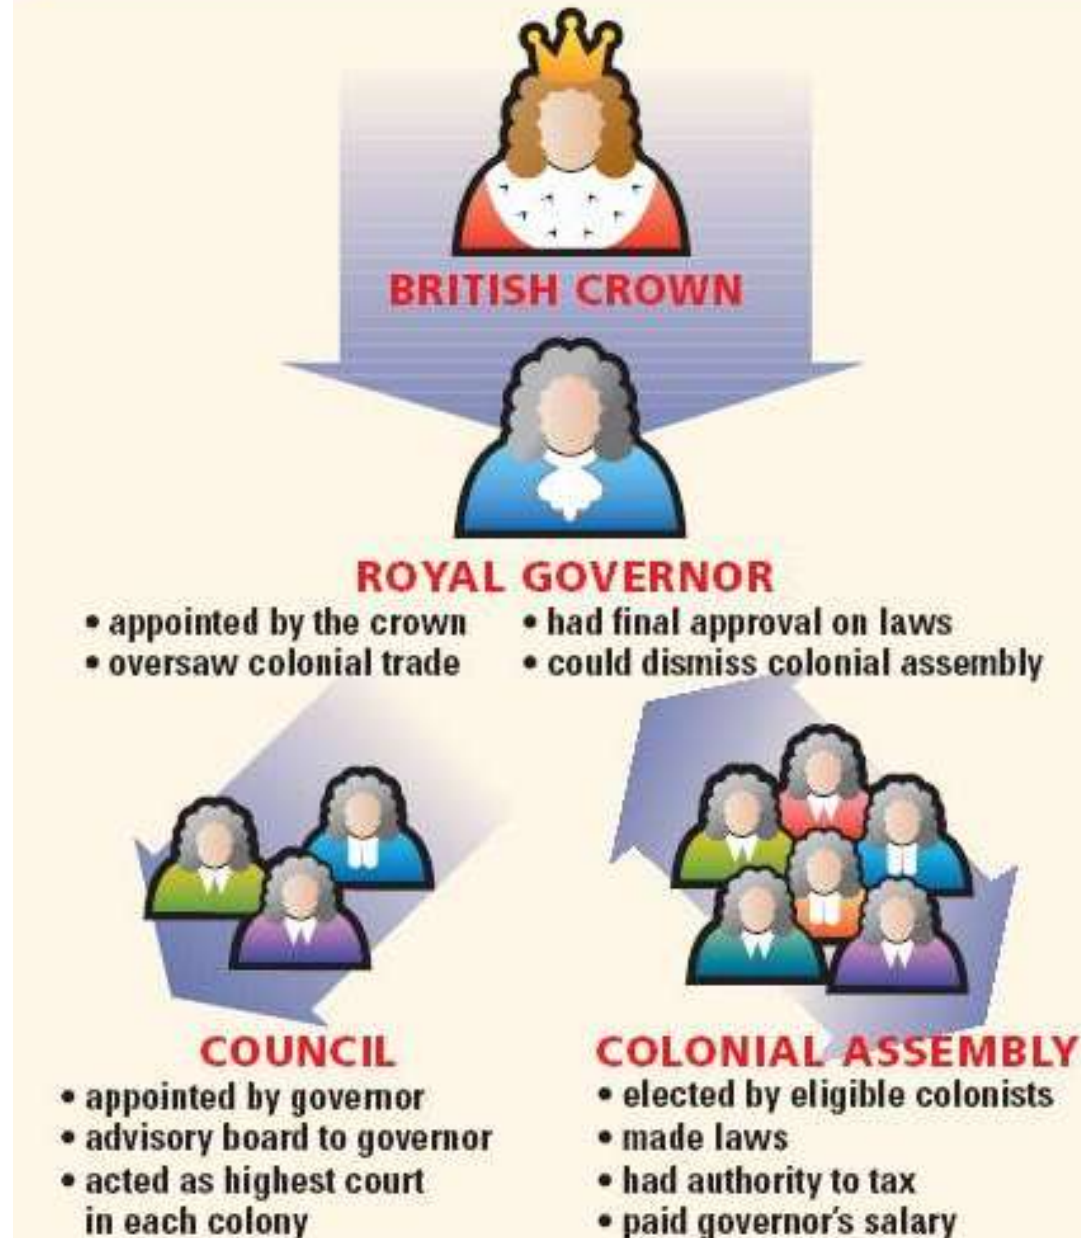 BRITISH CROWN
ROYAL GOVERNOR
• appointed by the crown
• oversaw colonial trade
• had final approval on laws
• could dismiss colonial assembly
COUNCIL
• appointed by governor
• advisory board to governor
• acted as highest court
in each colony
COLONIAL ASSEMBLY
• elected by eligible colonists
• made laws
• had authority to tax
• paid governor's salary